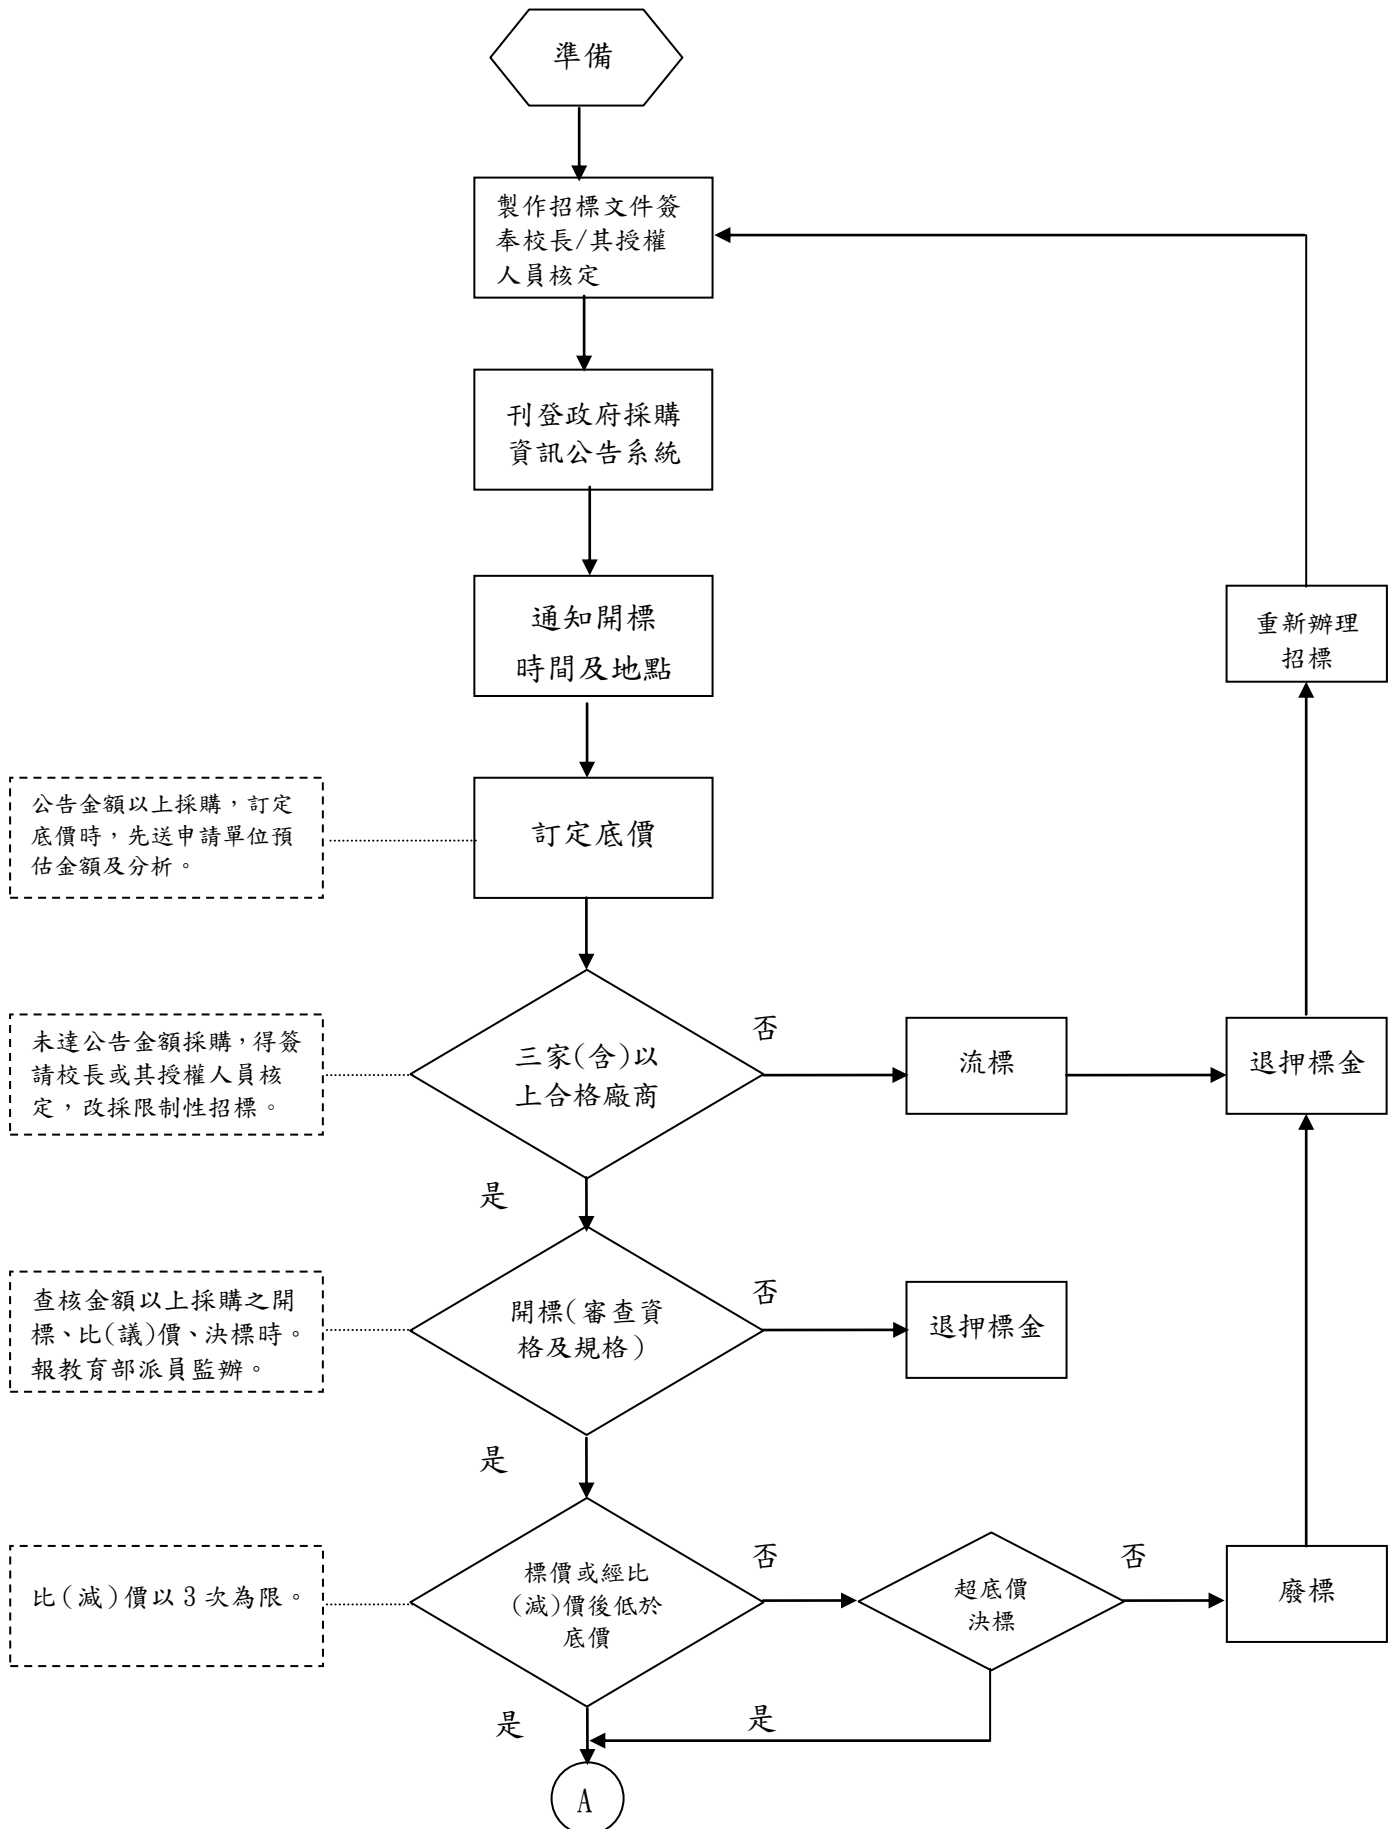 準備
製作招標文件簽
奉校長/其授權
人員核定
刊登政府採購
資訊公告系統
通知開標
時間及地點
重新辦理
招標
公告金額以上採購，訂定
底價時，先送申請單位預
估金額及分析。
訂定底價
未達公告金額採購，得簽
請校長或其授權人員核
定，改採限制性招標。
三家(含)以
上合格廠商
否
流標
退押標金
是
查核金額以上採購之開
標、比(議)價、決標時。
報教育部派員監辦。
開標(審查資
格及規格)
否
退押標金
是
比(減)價以 3 次為限。
標價或經比
(減)價後低於
底價
否
超底價
決標
否
廢標
是
是
A